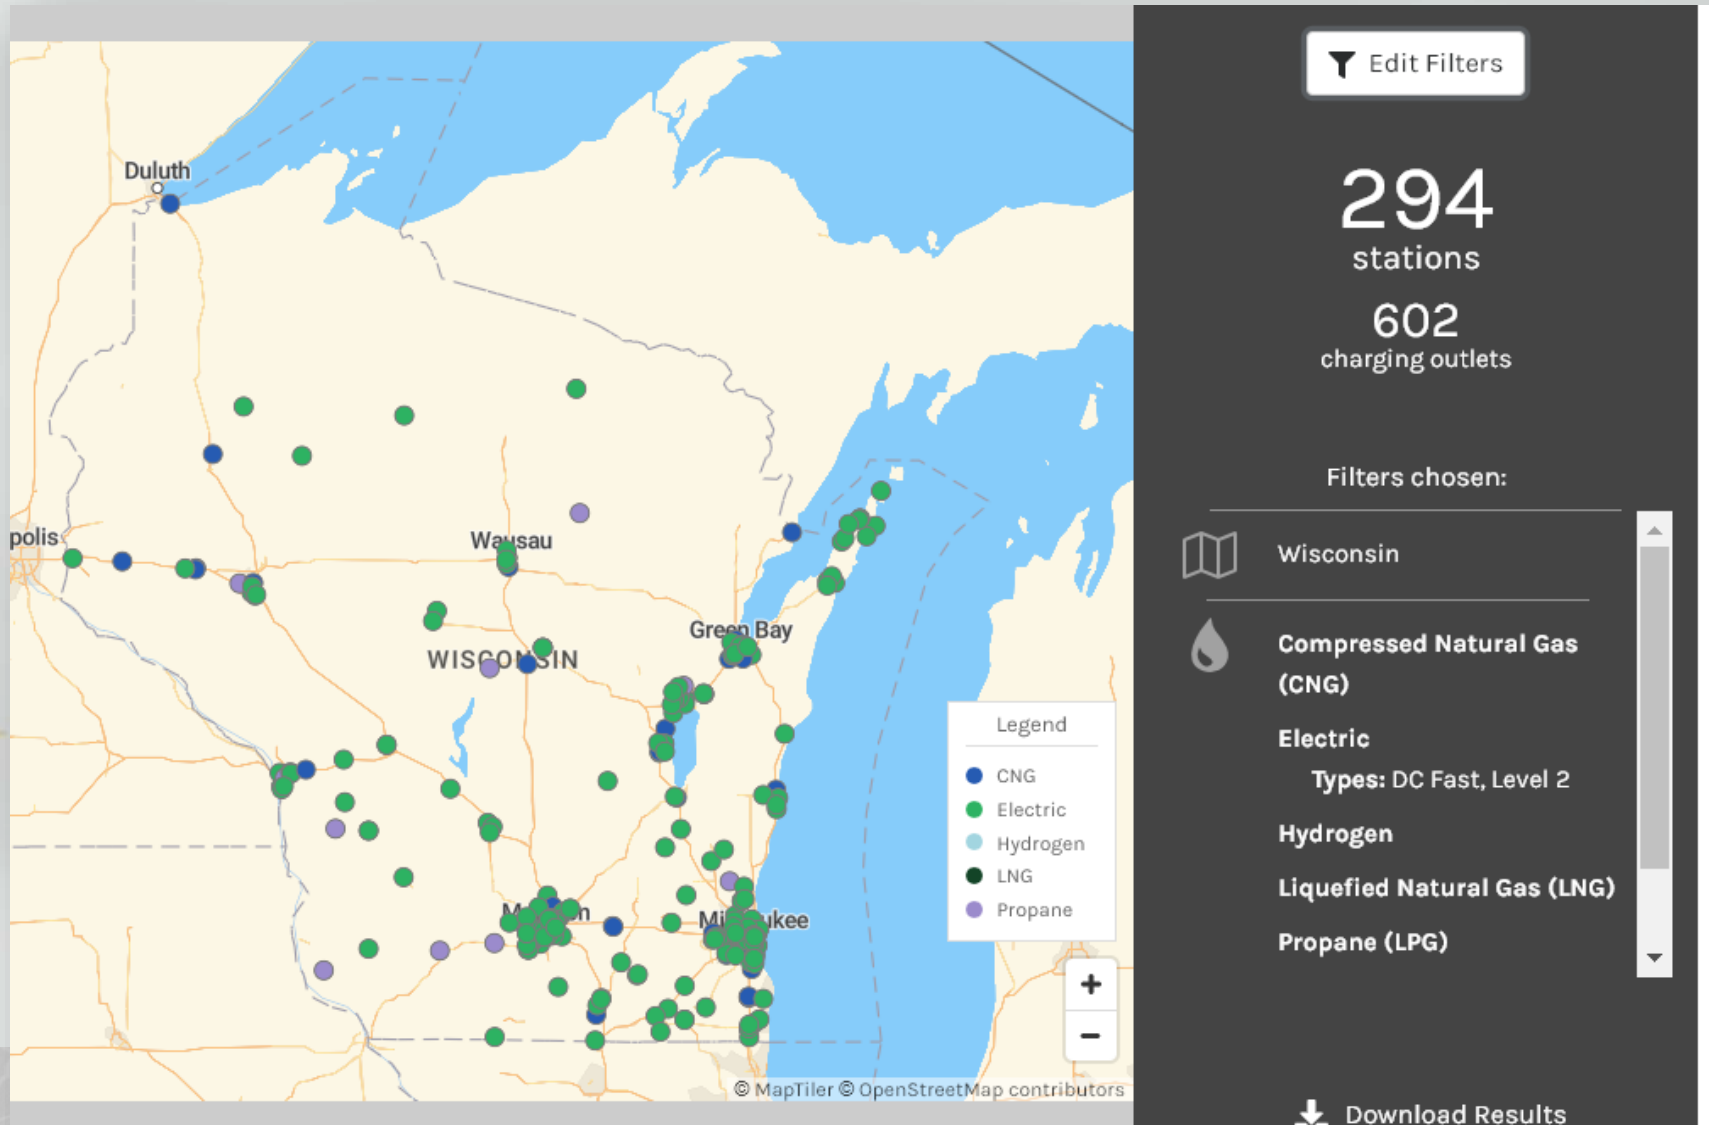 Edit Filters
294
stations
602
charging outlets
Filters chosen:
Wisconsin
Compressed Natural Gas
(CNG)
Electric
Types: DC Fast, Level 2
Hydrogen
Liquefied Natural Gas (LNG)
Propane (LPG)
Download Results
Duluth
polis
Wausau
Green Bay
WISCONSIN
Legend
CNG
Electric
Hydrogen
LNG
Propane
+
−
© MapTiler © OpenStreetMap contributors